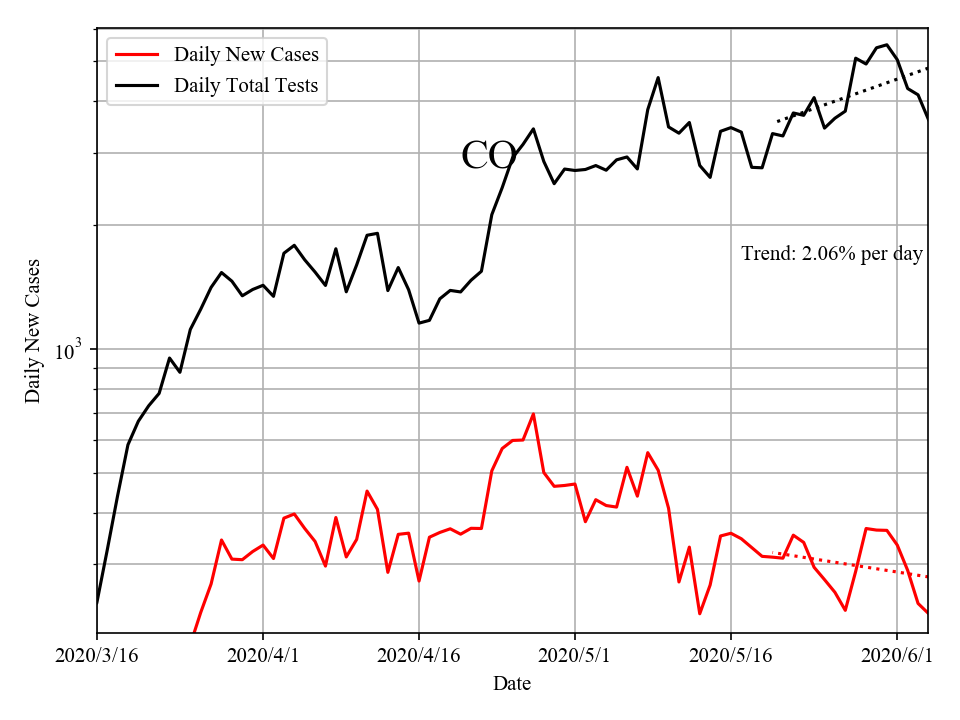 Daily New Cases
Daily Total Tests
CO
Trend: 2.06% per day
Daily New Cases
10³
2020/3/16
2020/4/1
2020/4/16
2020/5/1
2020/5/16
2020/6/1
Date